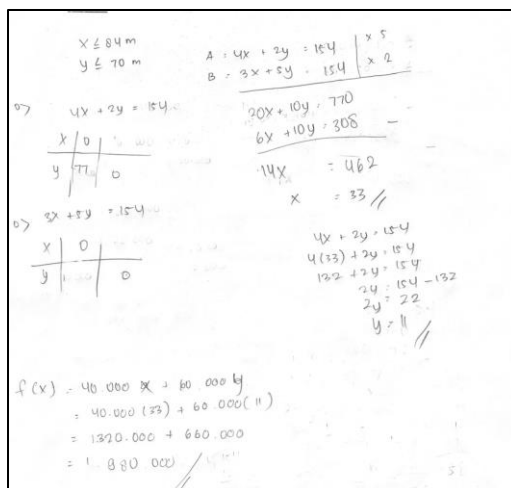 x ≤ 84 m
y ≤ 70 m
A = 4x + 2y = 154 | x 5
B = 3x + 5y = 154 | x 2
20x + 10y = 770
6x + 10y = 308 -
14x = 462
x = 33 //
o> 4x + 2y = 154
x | 0 |
y | 77 | 0
o> 3x + 5y = 154
x | 0 |
y | | 0
4x + 2y = 154
4(33) + 2y = 154
132 + 2y = 154
2y = 154 - 132
2y = 22
y = 11 //
f(x) = 40.000 x + 60.000 y
= 40.000 (33) + 60.000 (11)
= 1320.000 + 660.000
= 1.980 000 //